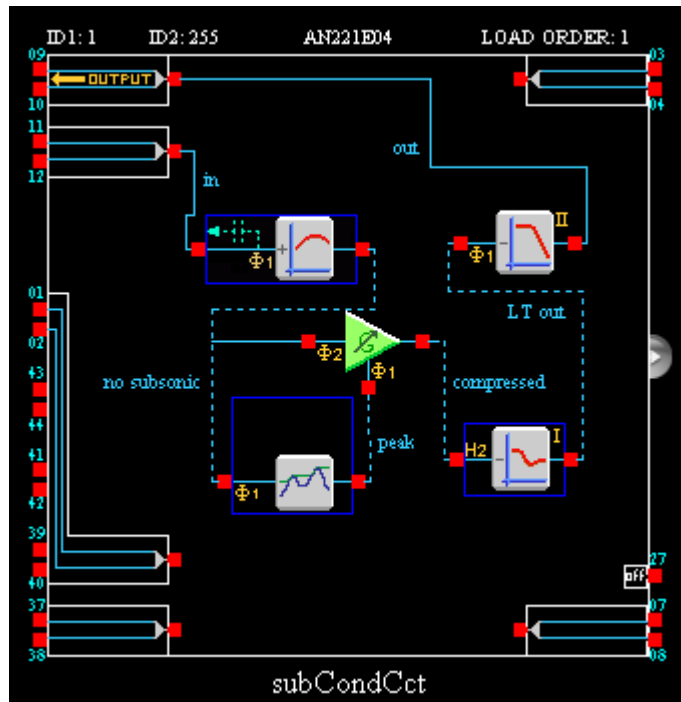 ID1: 1 ID2: 255 AN221E04 LOAD ORDER: 1
09 03
OUTPUT
10 04
11
out
12
in
II
Φ1 Φ1
01
LT out
02 Φ2 G
43 no subsonic Φ1 compressed
44 peak H2 I
41
Φ1
42
39
27
off
40
37 07
38 08
subCondCct